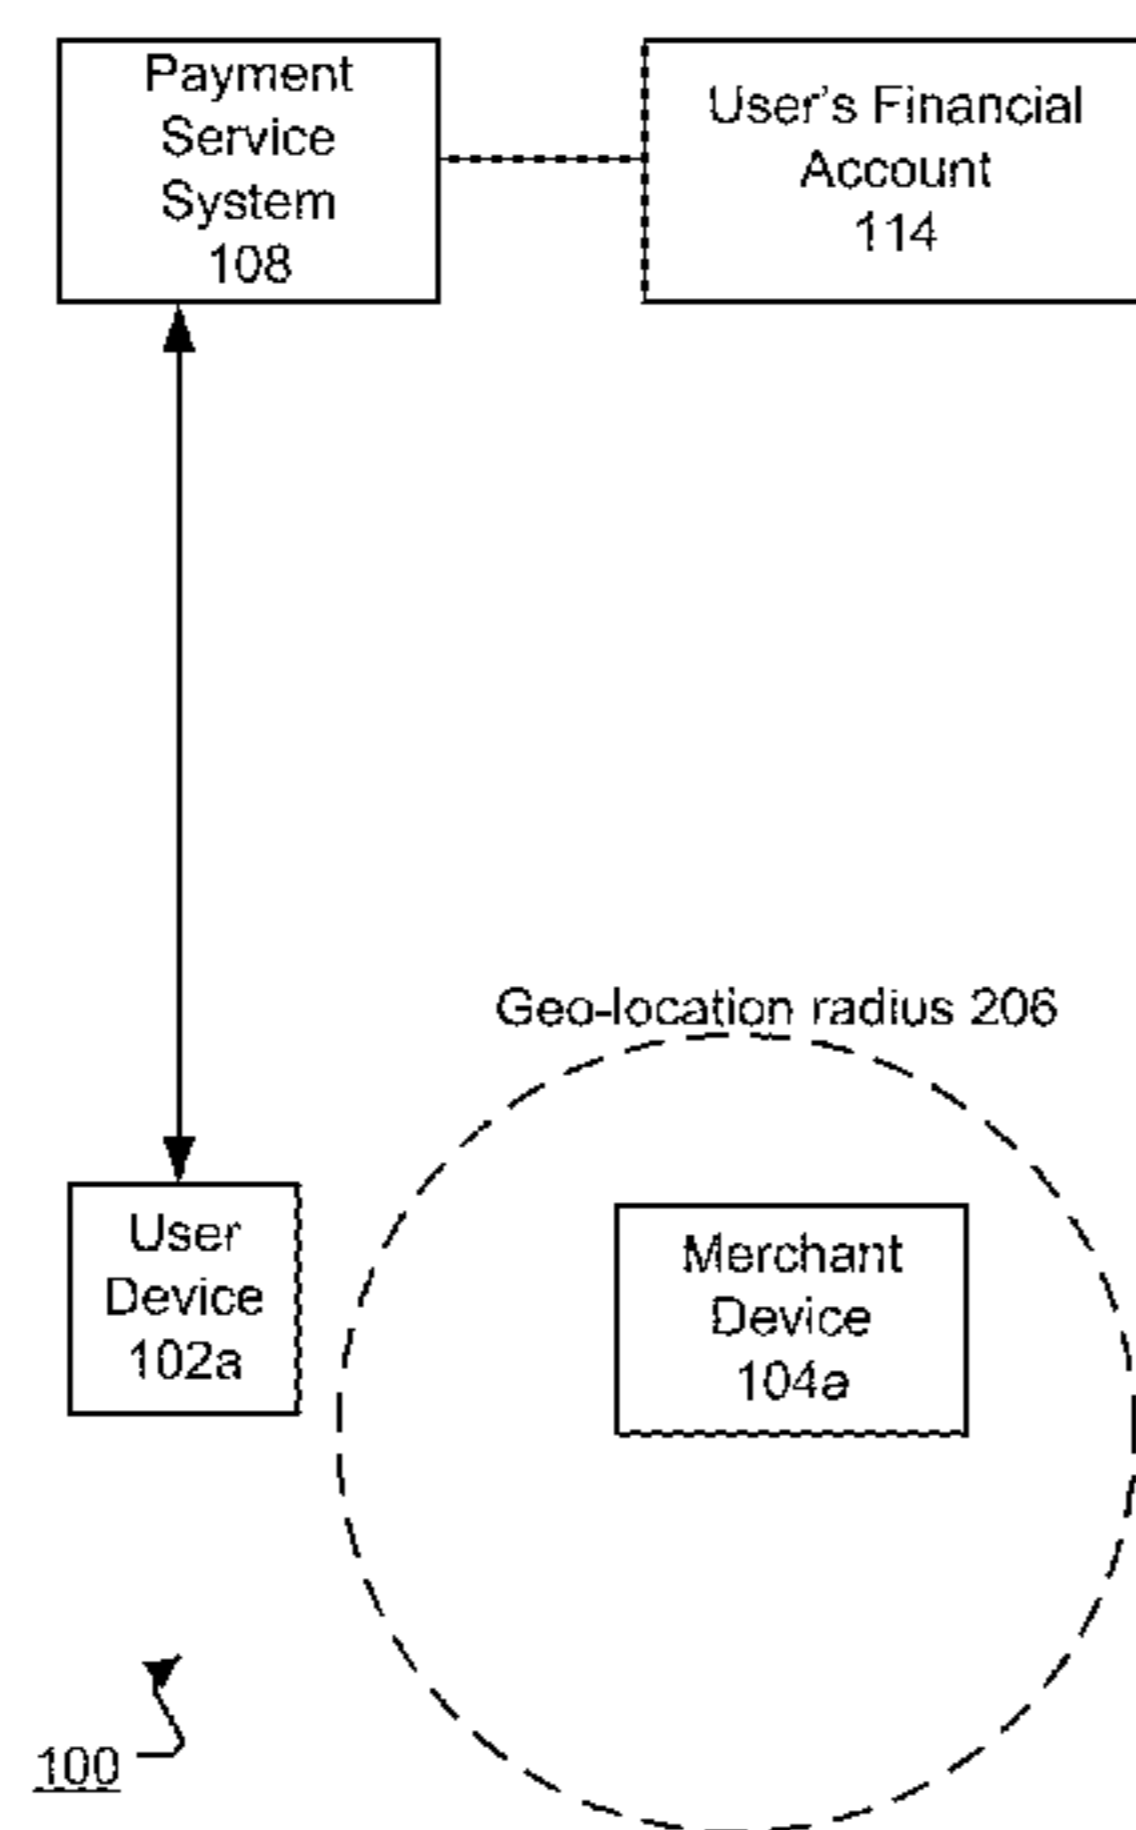 Payment
Service
System
108
User's Financial
Account
114
Geo-location radius 206
User
Device
102a
Merchant
Device
104a
100